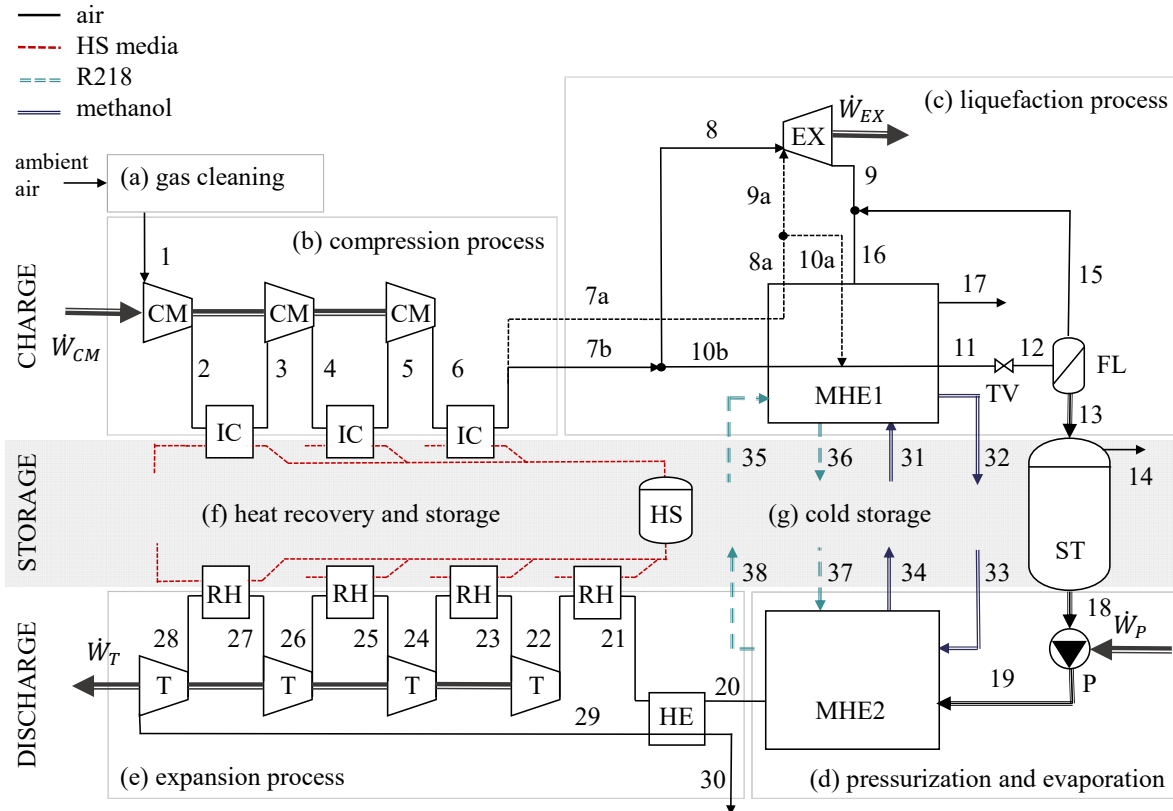 air
HS media
R218
methanol
ambient
air
(a) gas cleaning
(b) compression process
(c) liquefaction process
Ẇ_EX
EX
8
9
9a
8a
10a
16
15
17
1
CM
CM
CM
Ẇ_CM
2
3
4
5
6
7a
7b
10b
11
12
TV
FL
MHE1
13
IC
IC
IC
CHARGE
STORAGE
DISCHARGE
35
36
31
32
14
(f) heat recovery and storage
HS
(g) cold storage
ST
38
37
34
33
18
RH
RH
RH
RH
28
27
26
25
24
23
22
21
Ẇ_T
T
T
T
T
Ẇ_P
P
19
20
MHE2
HE
29
30
(e) expansion process
(d) pressurization and evaporation